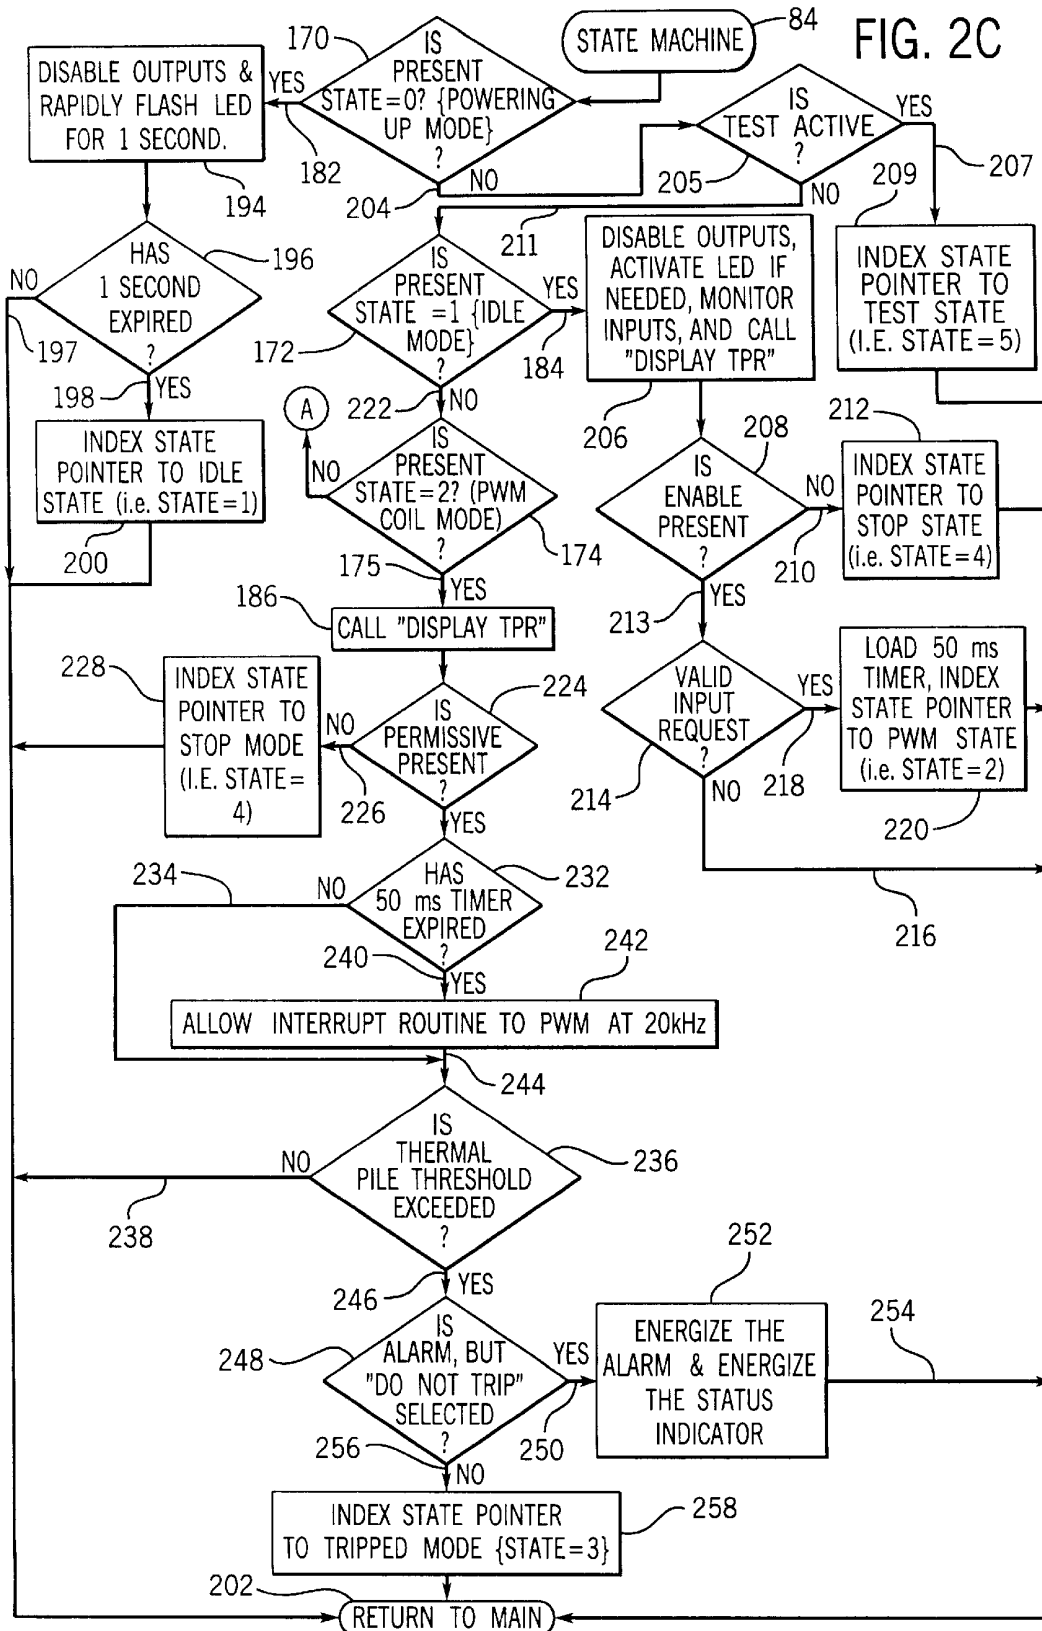 FIG. 2C
STATE MACHINE
84
170
IS
PRESENT
STATE=0? {POWERING
UP MODE}
?
YES
182
NO
204
DISABLE OUTPUTS &
RAPIDLY FLASH LED
FOR 1 SECOND.
194
IS
TEST ACTIVE
?
205
YES
207
NO
211
209
INDEX STATE
POINTER TO
TEST STATE
(I.E. STATE=5)
HAS
1 SECOND
EXPIRED
?
196
NO
197
198
YES
INDEX STATE
POINTER TO IDLE
STATE (i.e. STATE=1)
200
IS
PRESENT
STATE =1 {IDLE
MODE}
?
172
YES
184
222
NO
DISABLE OUTPUTS,
ACTIVATE LED IF
NEEDED, MONITOR
INPUTS, AND CALL
"DISPLAY TPR"
206
A
NO
IS
PRESENT
STATE=2? (PWM
COIL MODE)
?
174
175
YES
208
IS
ENABLE
PRESENT
?
NO
210
212
INDEX STATE
POINTER TO
STOP STATE
(i.e. STATE=4)
213
YES
186
CALL "DISPLAY TPR"
VALID
INPUT
REQUEST
?
214
YES
218
NO
216
LOAD 50 ms
TIMER, INDEX
STATE POINTER
TO PWM STATE
(i.e. STATE=2)
220
228
INDEX STATE
POINTER TO
STOP MODE
(I.E. STATE=
4)
NO
226
224
IS
PERMISSIVE
PRESENT
?
YES
234
NO
HAS
50 ms TIMER
EXPIRED
?
232
240
YES
242
ALLOW INTERRUPT ROUTINE TO PWM AT 20kHz
244
IS
THERMAL
PILE THRESHOLD
EXCEEDED
?
236
NO
238
246
YES
248
IS
ALARM, BUT
"DO NOT TRIP"
SELECTED
?
YES
250
252
ENERGIZE THE
ALARM & ENERGIZE
THE STATUS
INDICATOR
254
256
NO
INDEX STATE POINTER
TO TRIPPED MODE {STATE=3}
258
202
RETURN TO MAIN